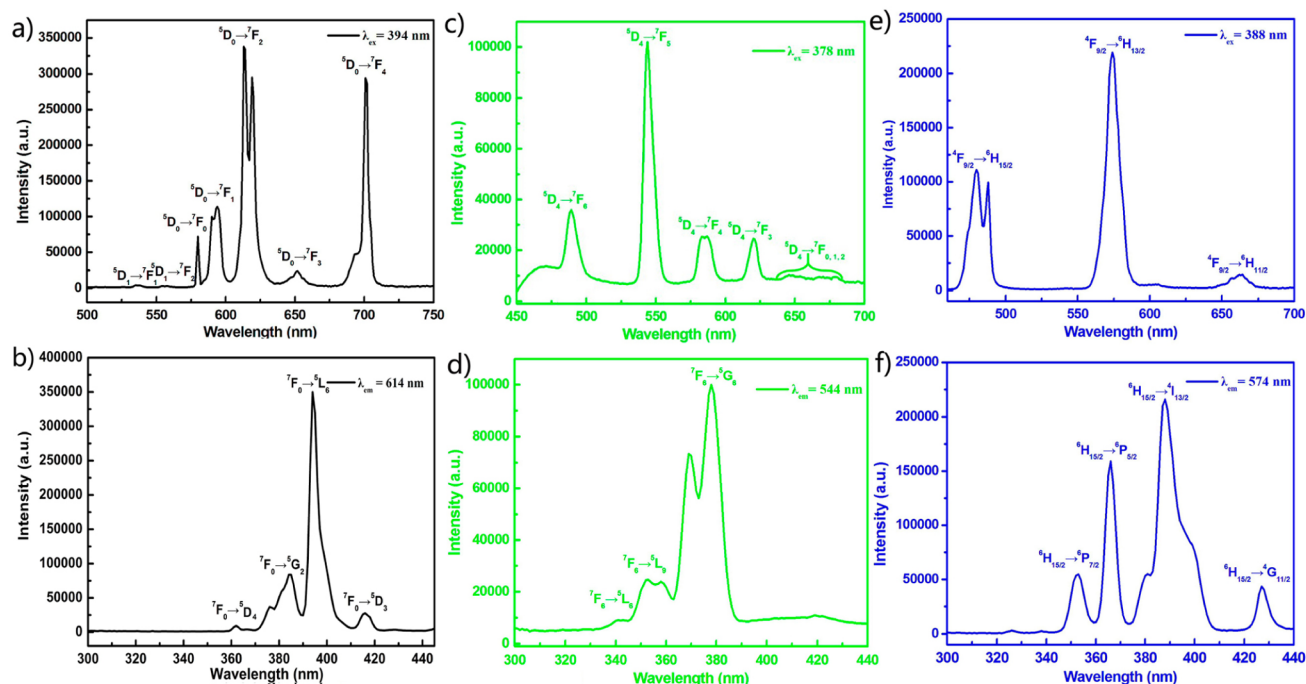 a)
λex = 394 nm
⁵D₀→⁷F₂
⁵D₀→⁷F₄
⁵D₀→⁷F₁
⁵D₀→⁷F₀
⁵D₀→⁷F₃
⁵D₁→⁷F₁
⁵D₁→⁷F₂
Intensity (a.u.)
350000
300000
250000
200000
150000
100000
50000
0
500 550 600 650 700 750
Wavelength (nm)
c)
λex = 378 nm
⁵D₄→⁷F₅
⁵D₄→⁷F₆
⁵D₄→⁷F₄
⁵D₄→⁷F₃
⁵D₄→⁷F₀,₁,₂
Intensity (a.u.)
100000
80000
60000
40000
20000
0
450 500 550 600 650 700
Wavelength (nm)
e)
λex = 388 nm
⁴F₉/₂→⁶H₁₃/₂
⁴F₉/₂→⁶H₁₅/₂
⁴F₉/₂→⁶H₁₁/₂
Intensity (a.u.)
250000
200000
150000
100000
50000
0
500 550 600 650 700
Wavelength (nm)
b)
λem = 614 nm
⁷F₀→⁵L₆
⁷F₀→⁵G₂
⁷F₀→⁵D₄
⁷F₀→⁵D₃
Intensity (a.u.)
400000
350000
300000
250000
200000
150000
100000
50000
0
300 320 340 360 380 400 420 440
Wavelength (nm)
d)
λem = 544 nm
⁷F₆→⁵G₆
⁷F₆→⁵L₉
⁷F₆→⁵L₆
Intensity (a.u.)
100000
80000
60000
40000
20000
0
300 320 340 360 380 400 420 440
Wavelength (nm)
f)
λem = 574 nm
⁶H₁₅/₂→⁴I₁₃/₂
⁶H₁₅/₂→⁶P₅/₂
⁶H₁₅/₂→⁶P₇/₂
⁶H₁₅/₂→⁴G₁₁/₂
Intensity (a.u.)
250000
200000
150000
100000
50000
0
300 320 340 360 380 400 420 440
Wavelength (nm)